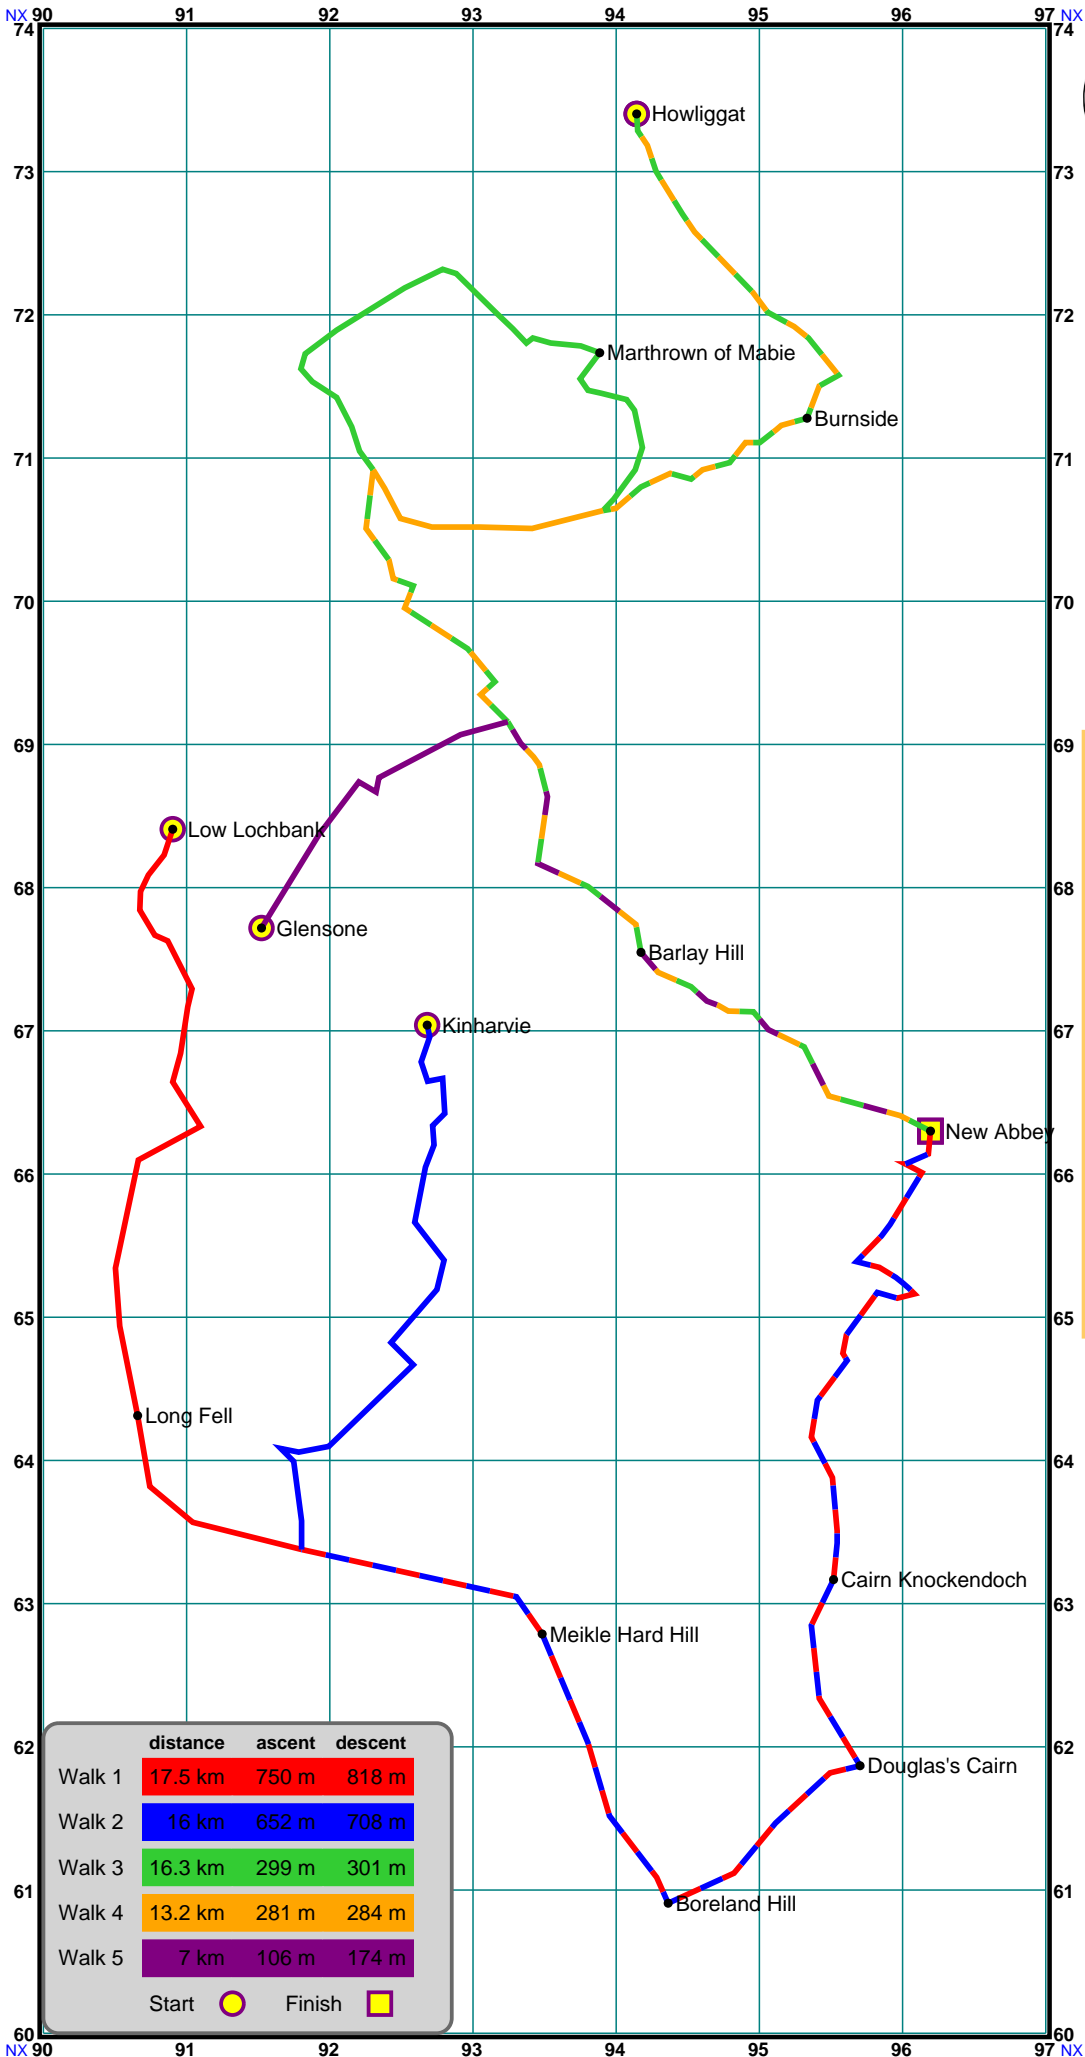 NX 90 91 92 93 94 95 96 97 NX
74 74
Howliggat
73 73
72 72
Marthrown of Mabie
Burnside
71 71
70 70
69 69
Low Lochbank
68 68
Glensone
Barlay Hill
Kinharvie
67 67
New Abbey
66 66
65 65
Long Fell
64 64
Cairn Knockendoch
63 63
Meikle Hard Hill
62 62
Douglas's Cairn
distance ascent descent
Walk 1 17.5 km 750 m 818 m
Walk 2 16 km 652 m 708 m
Walk 3 16.3 km 299 m 301 m
61 61
Boreland Hill
Walk 4 13.2 km 281 m 284 m
Walk 5 7 km 106 m 174 m
Start Finish
60 60
NX 90 91 92 93 94 95 96 97 NX